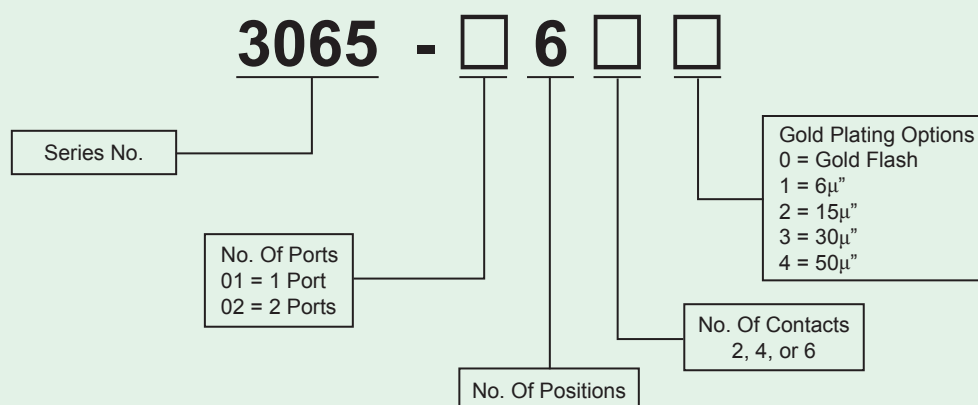 3065 - □ 6 □ □
Series No.
Gold Plating Options
0 = Gold Flash
1 = 6µ”
2 = 15µ”
3 = 30µ”
4 = 50µ”
No. Of Ports
01 = 1 Port
02 = 2 Ports
No. Of Contacts
2, 4, or 6
No. Of Positions